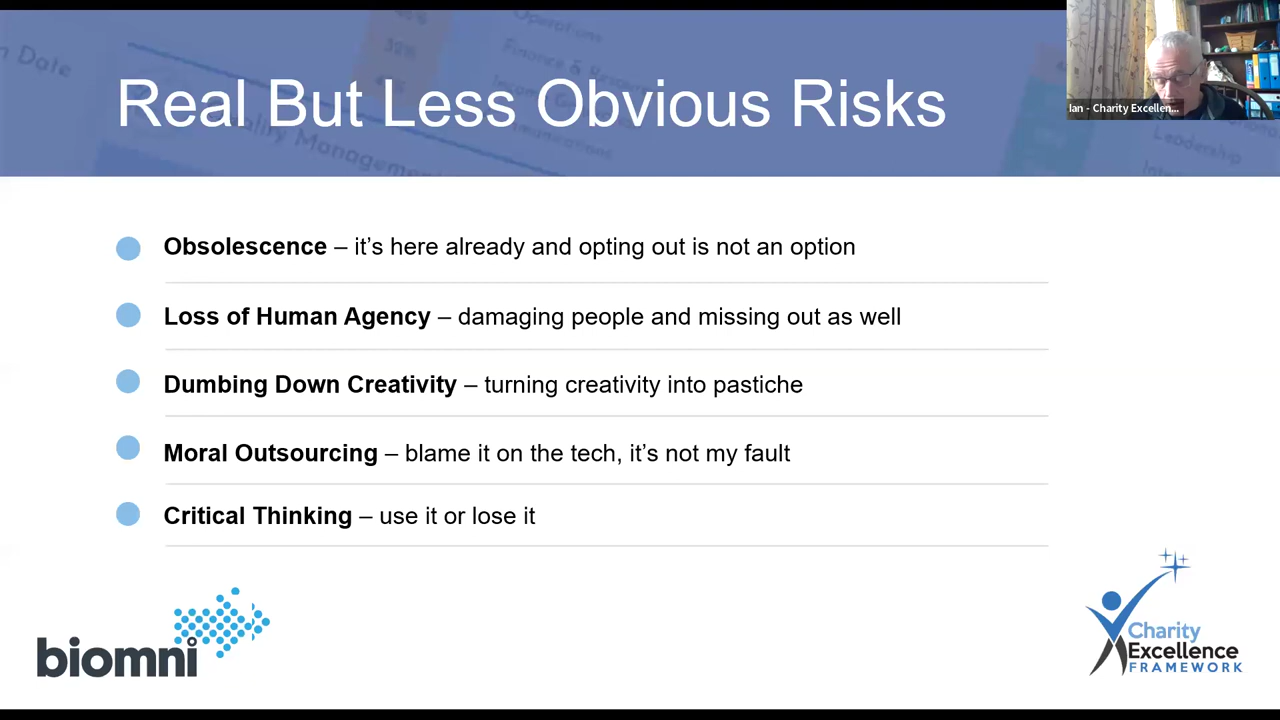 Real But Less Obvious Risks
Ian - Charity Excellen...
Obsolescence – it's here already and opting out is not an option
Loss of Human Agency – damaging people and missing out as well
Dumbing Down Creativity – turning creativity into pastiche
Moral Outsourcing – blame it on the tech, it's not my fault
Critical Thinking – use it or lose it
biomni
Charity
Excellence
FRAMEWORK